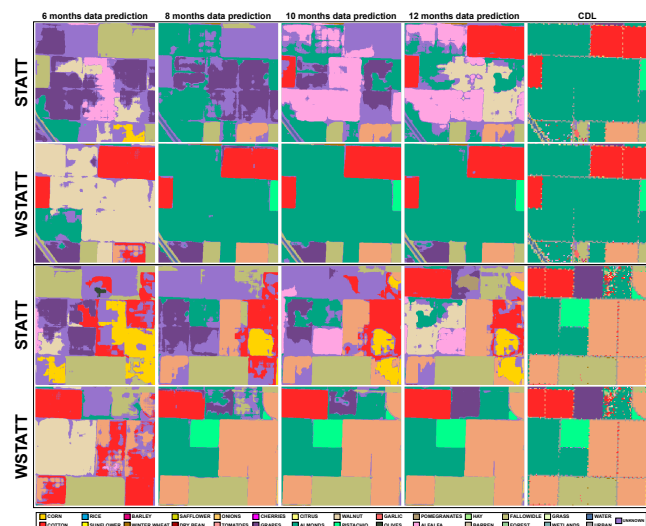 6 months data prediction 8 months data prediction 10 months data prediction 12 months data prediction CDL
STATT
WSTATT
STATT
WSTATT
CORN RICE BARLEY SAFFLOWER ONIONS CHERRIES CITRUS WALNUT GARLIC POMEGRANATES HAY FALLOWIDLE GRASS WATER UNKNOWN
COTTON SUNFLOWER WINTER WHEAT DRY BEAN TOMATOES GRAPES ALMONDS PISTACHIO OLIVES ALFALFA BARREN FOREST WETLANDS URBAN